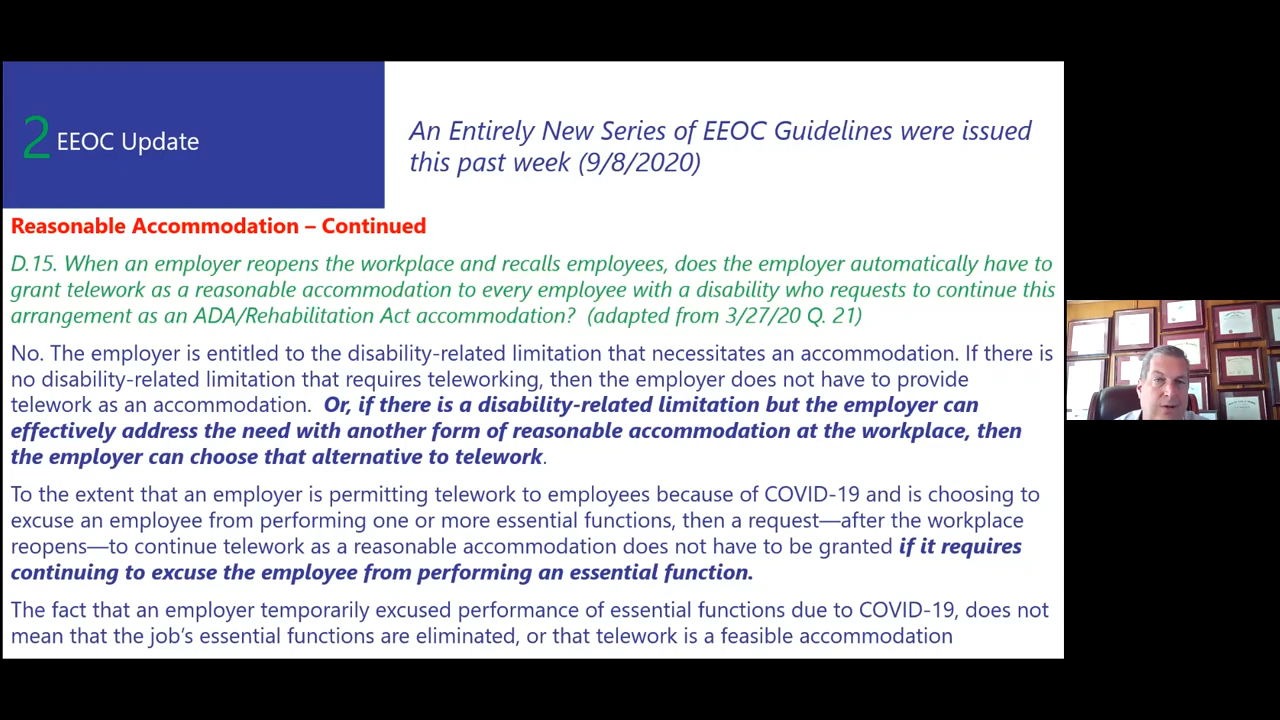 2 EEOC Update
An Entirely New Series of EEOC Guidelines were issued
this past week (9/8/2020)
Reasonable Accommodation – Continued
D.15. When an employer reopens the workplace and recalls employees, does the employer automatically have to
grant telework as a reasonable accommodation to every employee with a disability who requests to continue this
arrangement as an ADA/Rehabilitation Act accommodation? (adapted from 3/27/20 Q. 21)
No. The employer is entitled to the disability-related limitation that necessitates an accommodation. If there is
no disability-related limitation that requires teleworking, then the employer does not have to provide
telework as an accommodation. Or, if there is a disability-related limitation but the employer can
effectively address the need with another form of reasonable accommodation at the workplace, then
the employer can choose that alternative to telework.
To the extent that an employer is permitting telework to employees because of COVID-19 and is choosing to
excuse an employee from performing one or more essential functions, then a request—after the workplace
reopens—to continue telework as a reasonable accommodation does not have to be granted if it requires
continuing to excuse the employee from performing an essential function.
The fact that an employer temporarily excused performance of essential functions due to COVID-19, does not
mean that the job's essential functions are eliminated, or that telework is a feasible accommodation